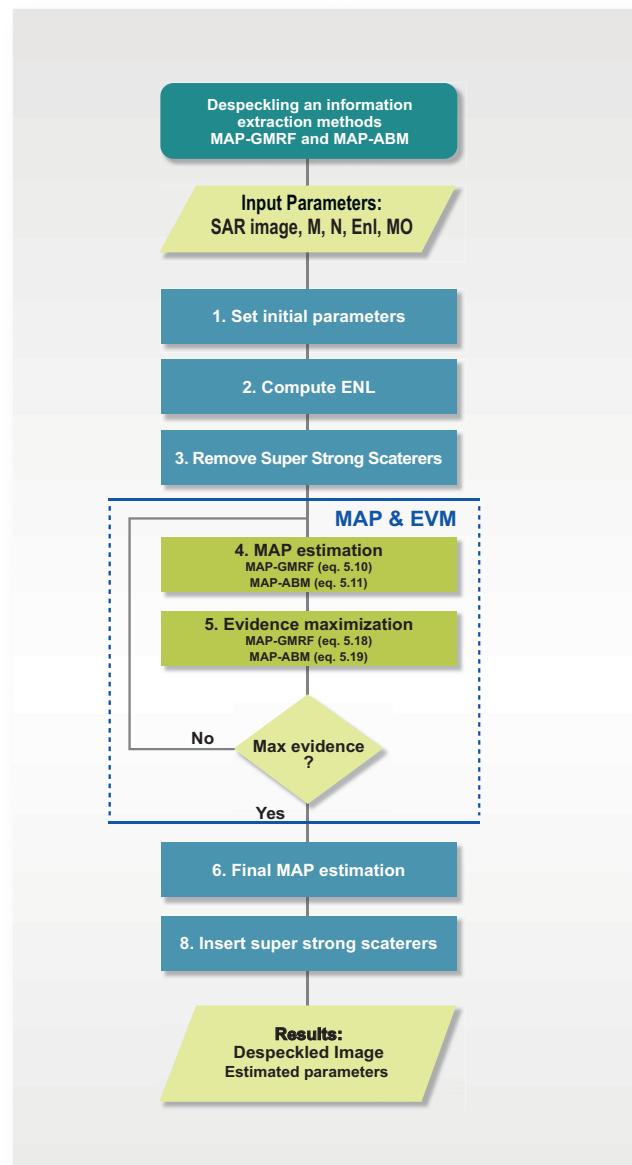 Despeckling an information
extraction methods
MAP-GMRF and MAP-ABM
Input Parameters:
SAR image, M, N, Enl, MO
1. Set initial parameters
2. Compute ENL
3. Remove Super Strong Scaterers
MAP & EVM
4. MAP estimation
MAP-GMRF (eq. 5.10)
MAP-ABM (eq. 5.11)
5. Evidence maximization
MAP-GMRF (eq. 5.18)
MAP-ABM (eq. 5.19)
No
Max evidence
?
Yes
6. Final MAP estimation
8. Insert super strong scaterers
Results:
Despeckled Image
Estimated parameters